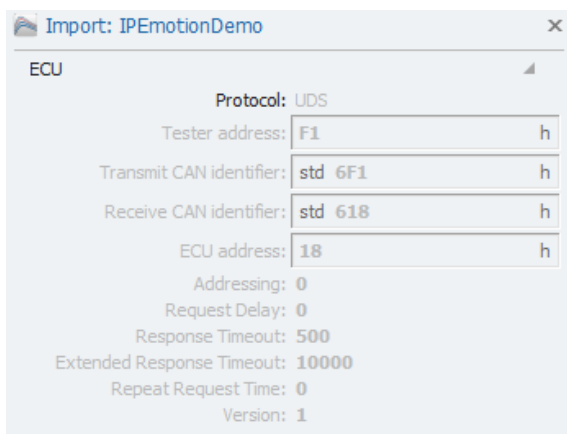 Import: IPEmotionDemo
ECU
Protocol: UDS
Tester address: F1 h
Transmit CAN identifier: std 6F1 h
Receive CAN identifier: std 618 h
ECU address: 18 h
Addressing: 0
Request Delay: 0
Response Timeout: 500
Extended Response Timeout: 10000
Repeat Request Time: 0
Version: 1